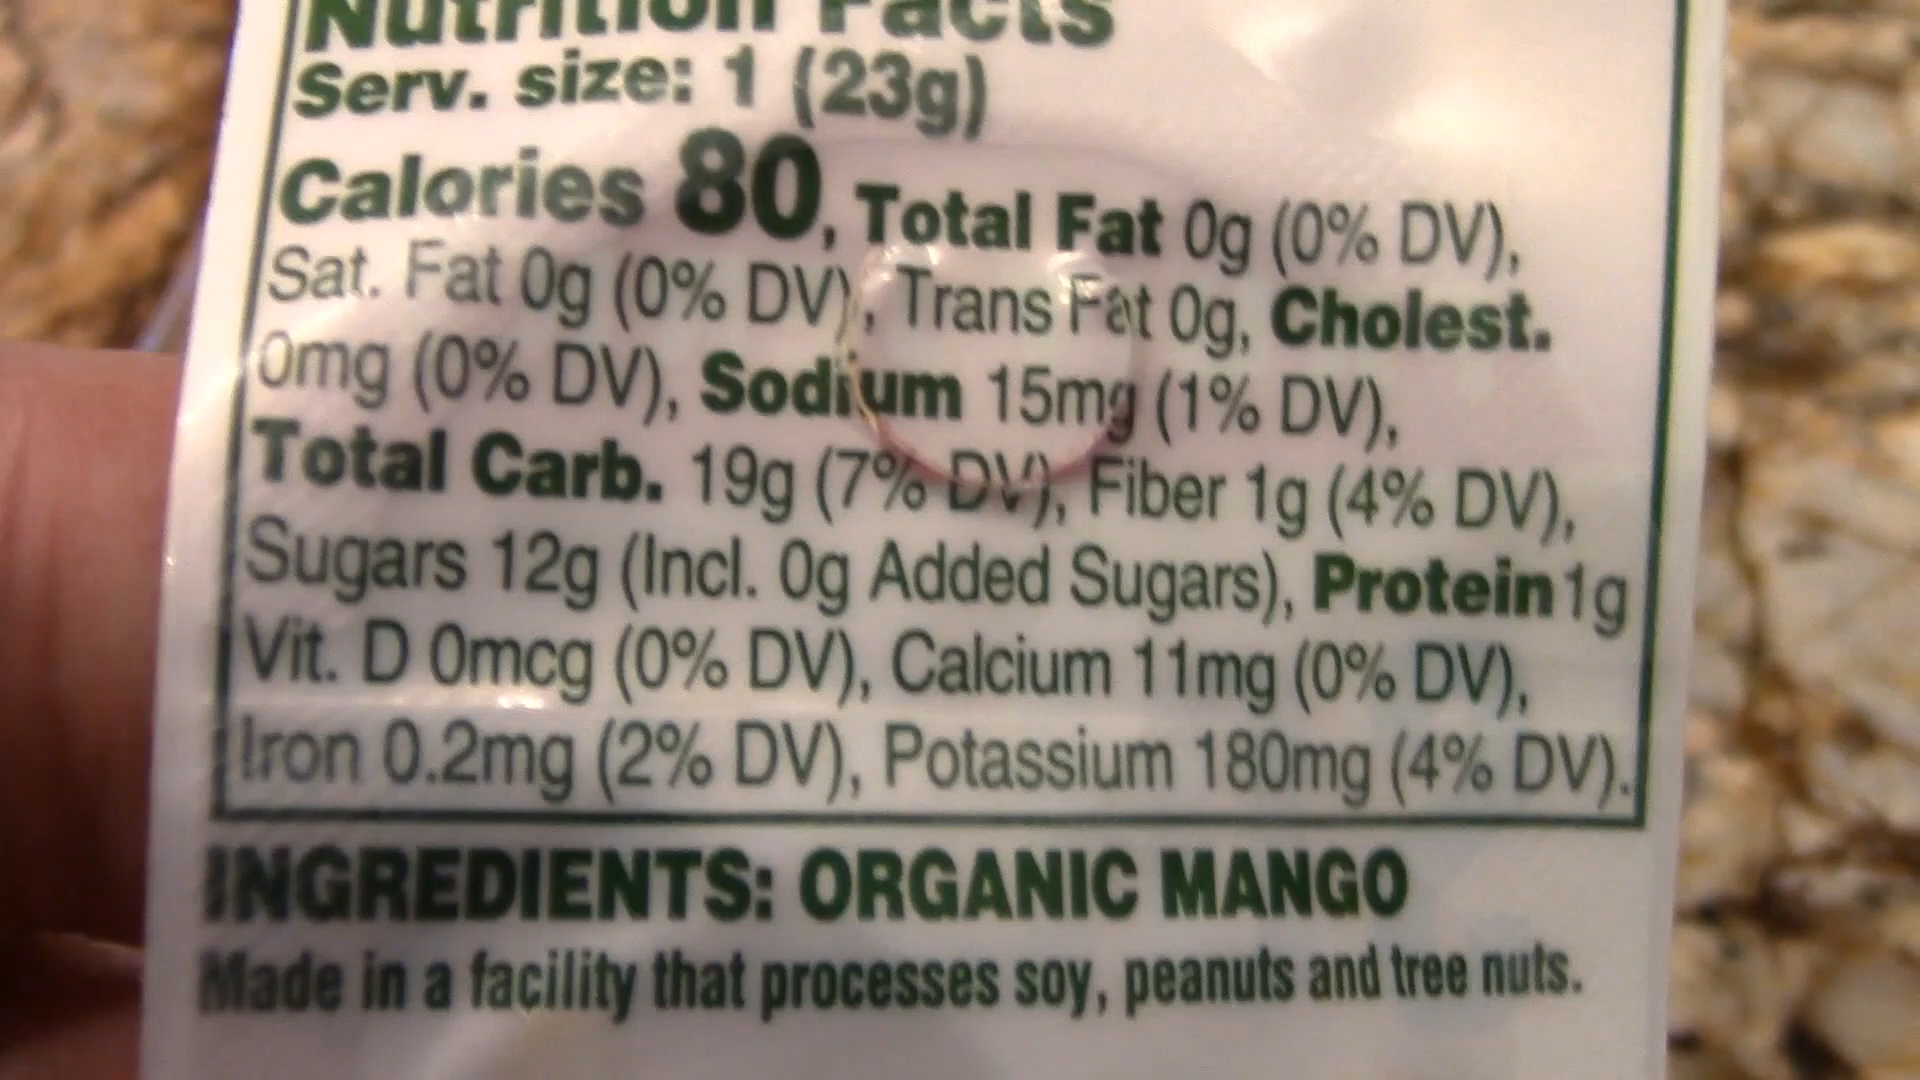 Nutrition Facts
Serv. size: 1 (23g)
Calories 80, Total Fat 0g (0% DV),
Sat. Fat 0g (0% DV), Trans Fat 0g, Cholest.
0mg (0% DV), Sodium 15mg (1% DV),
Total Carb. 19g (7% DV), Fiber 1g (4% DV),
Sugars 12g (Incl. 0g Added Sugars), Protein 1g
Vit. D 0mcg (0% DV), Calcium 11mg (0% DV),
Iron 0.2mg (2% DV), Potassium 180mg (4% DV).
INGREDIENTS: ORGANIC MANGO
Made in a facility that processes soy, peanuts and tree nuts.